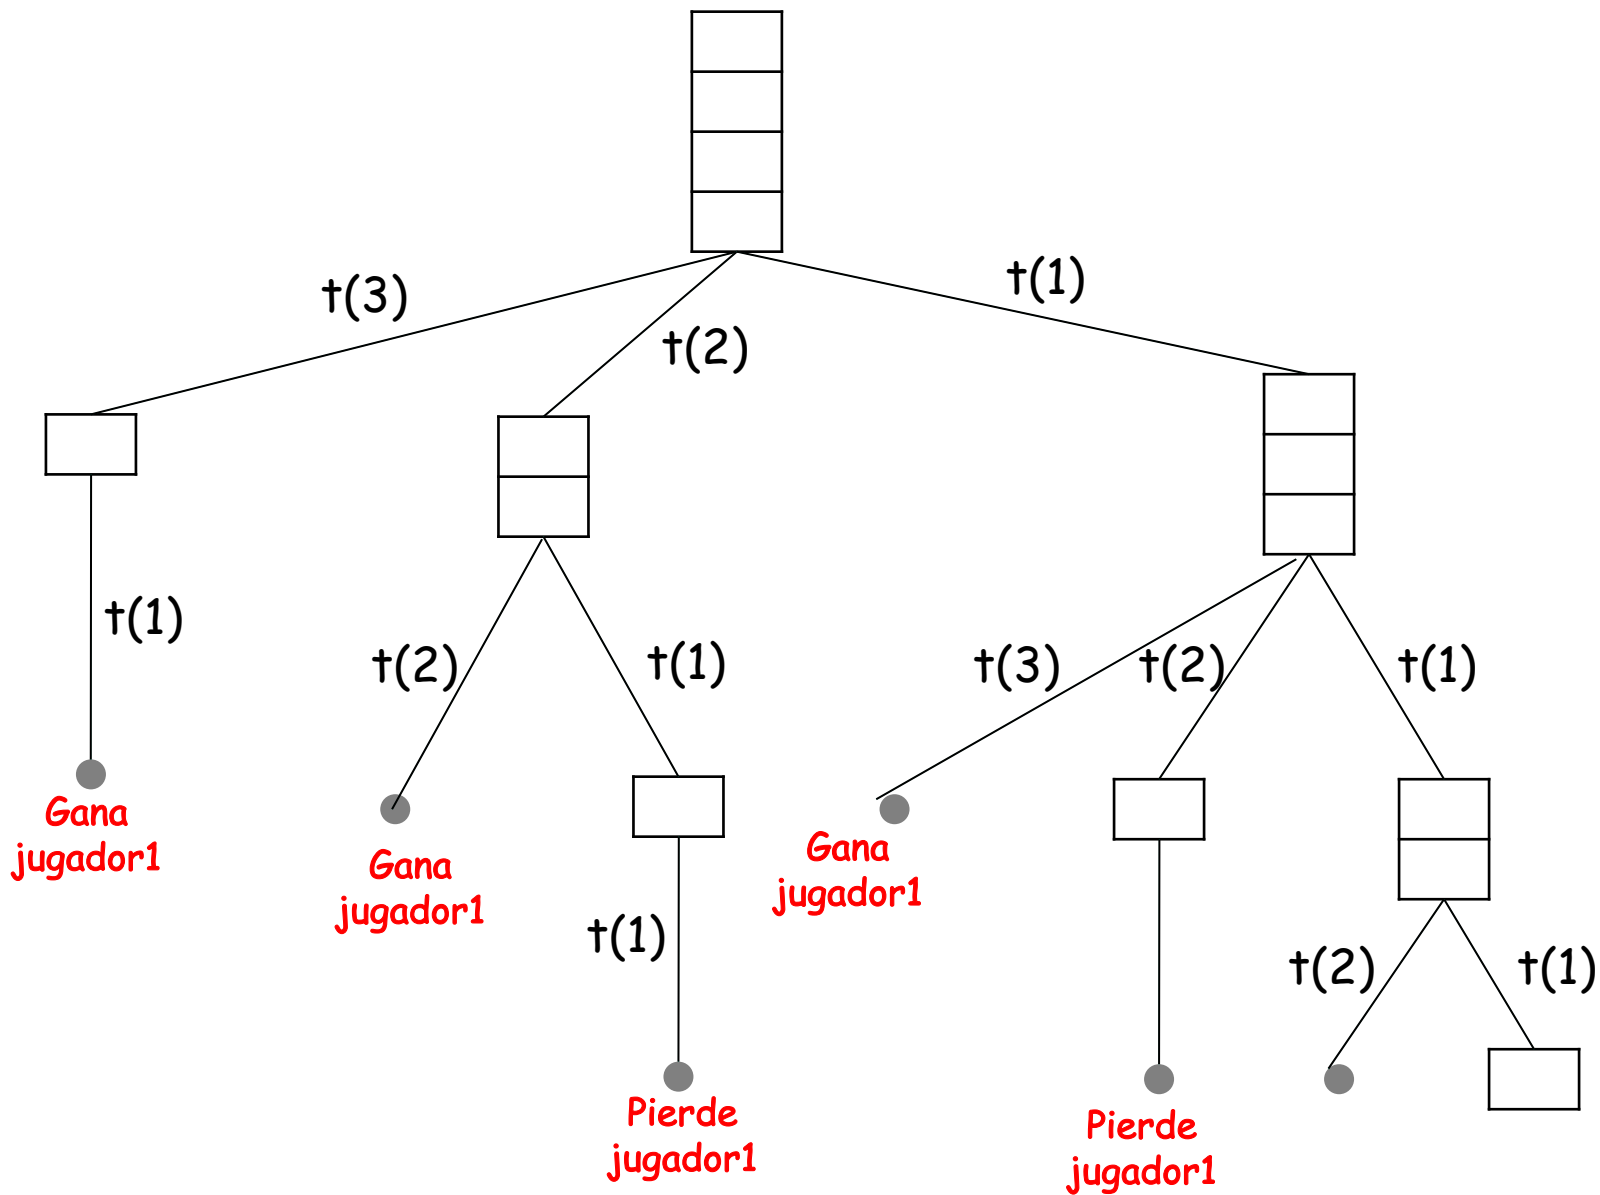 t(1)
t(3)
t(2)
t(1)
t(2)
t(1)
t(3)
t(2)
t(1)
Gana
jugador1
Gana
jugador1
Gana
jugador1
t(1)
t(2)
t(1)
Pierde
jugador1
Pierde
jugador1